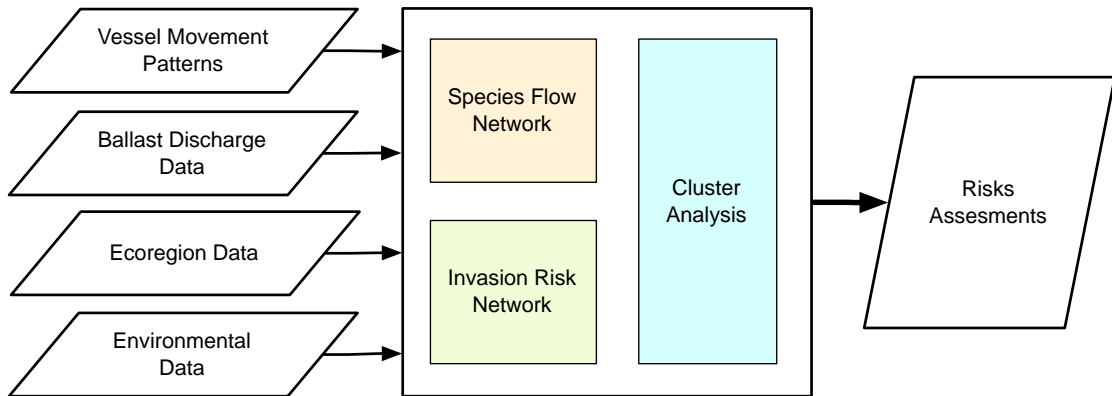 Vessel Movement
Patterns
Ballast Discharge
Data
Ecoregion Data
Environmental
Data
Species Flow
Network
Invasion Risk
Network
Cluster
Analysis
Risks
Assesments